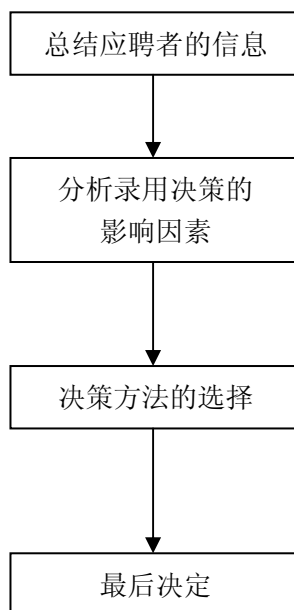 总结应聘者的信息
分析录用决策的
影响因素
决策方法的选择
最后决定